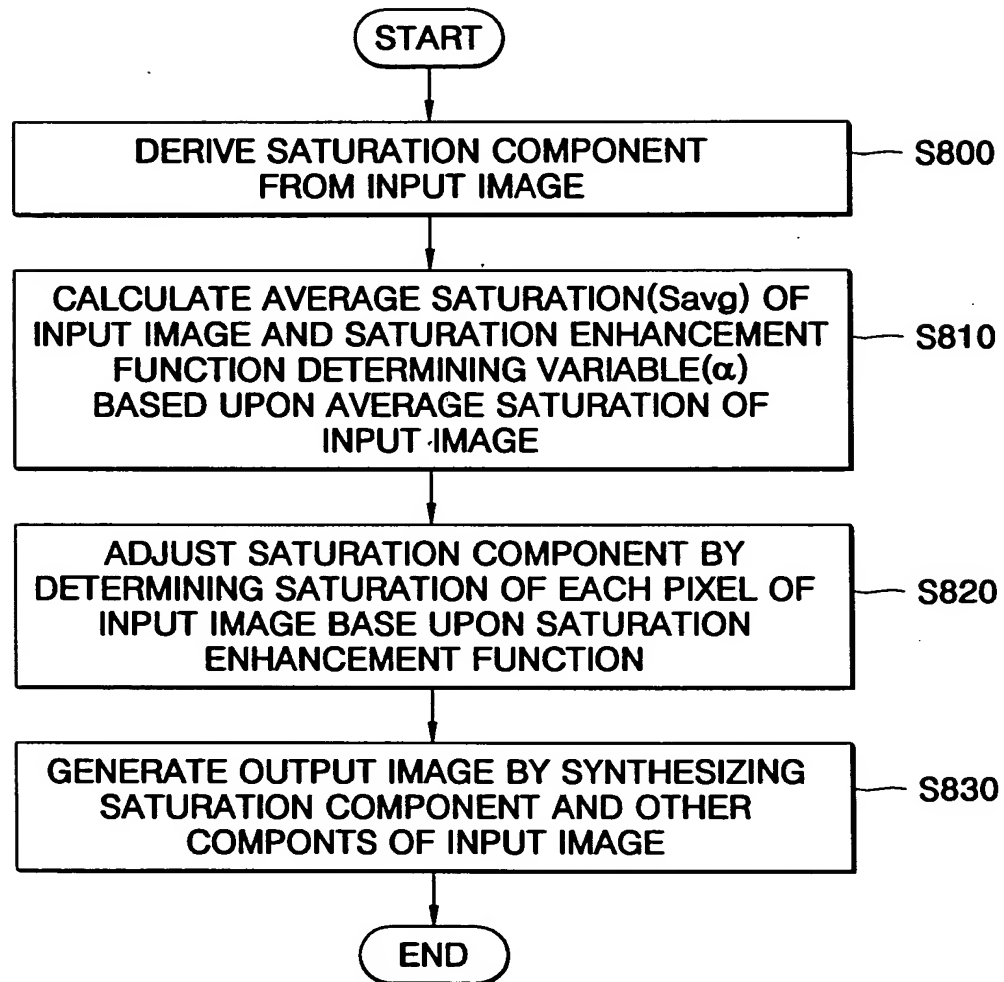 START
DERIVE SATURATION COMPONENT
FROM INPUT IMAGE
S800
CALCULATE AVERAGE SATURATION(Savg) OF
INPUT IMAGE AND SATURATION ENHANCEMENT
FUNCTION DETERMINING VARIABLE(α)
BASED UPON AVERAGE SATURATION OF
INPUT IMAGE
S810
ADJUST SATURATION COMPONENT BY
DETERMINING SATURATION OF EACH PIXEL OF
INPUT IMAGE BASE UPON SATURATION
ENHANCEMENT FUNCTION
S820
GENERATE OUTPUT IMAGE BY SYNTHESIZING
SATURATION COMPONENT AND OTHER
COMPONTS OF INPUT IMAGE
S830
END